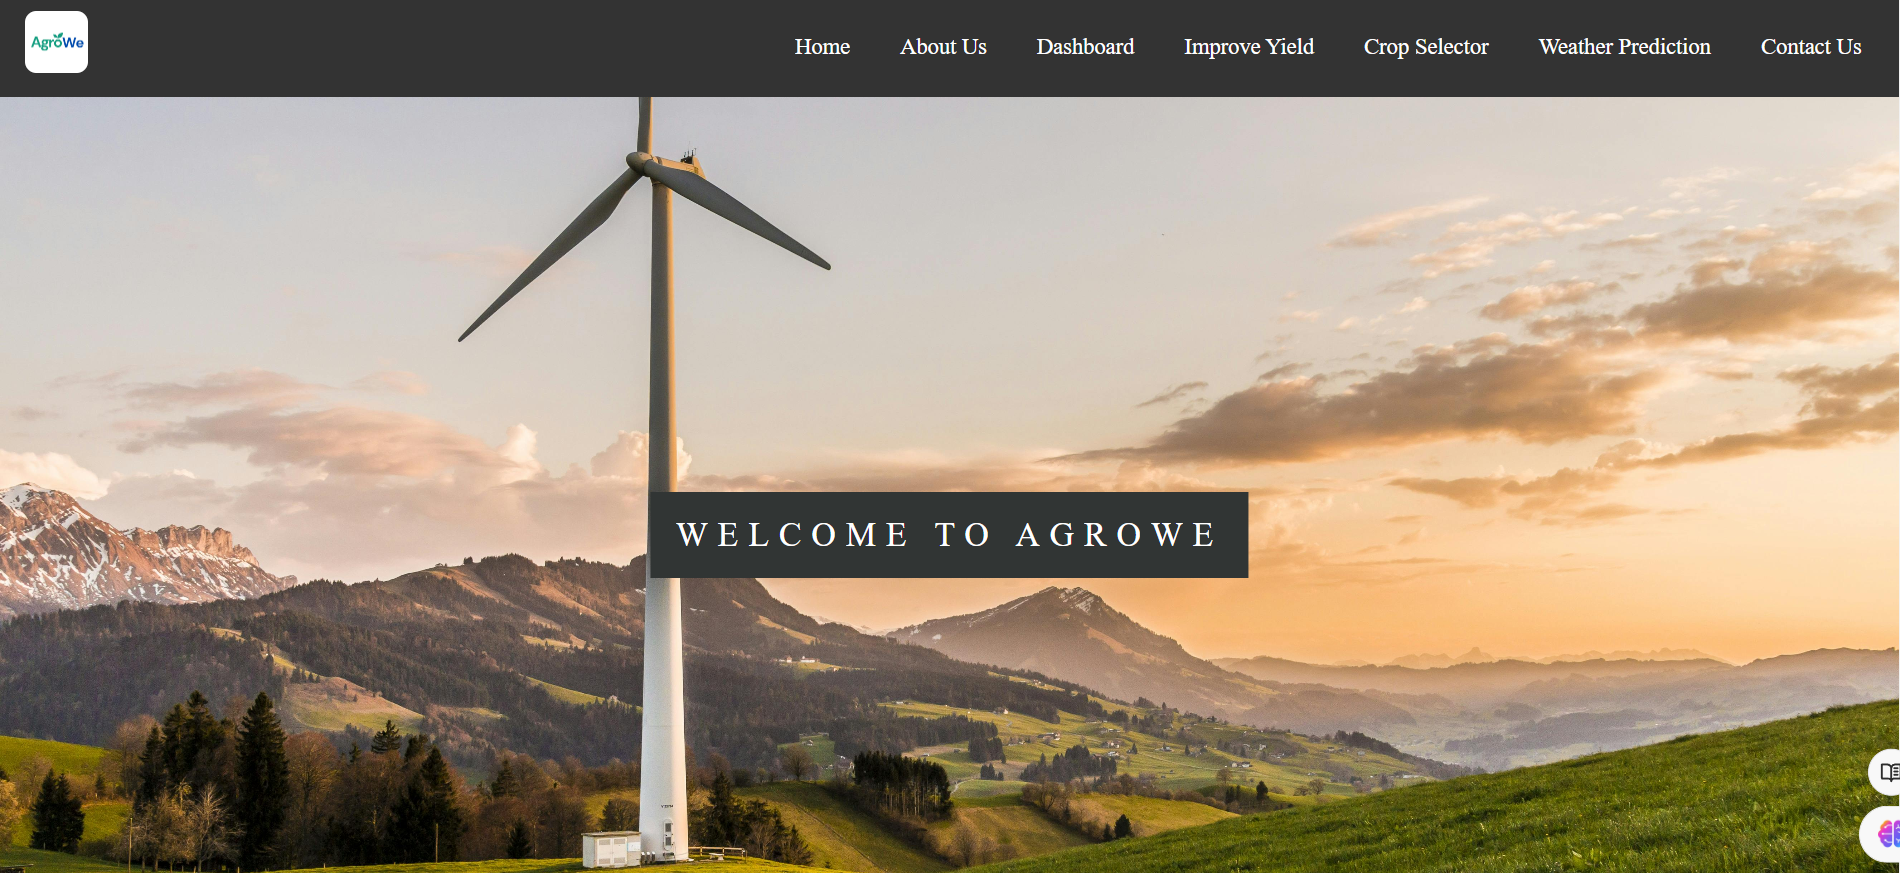 AgroWe
Home About Us Dashboard Improve Yield Crop Selector Weather Prediction Contact Us
WELCOME TO AGROWE